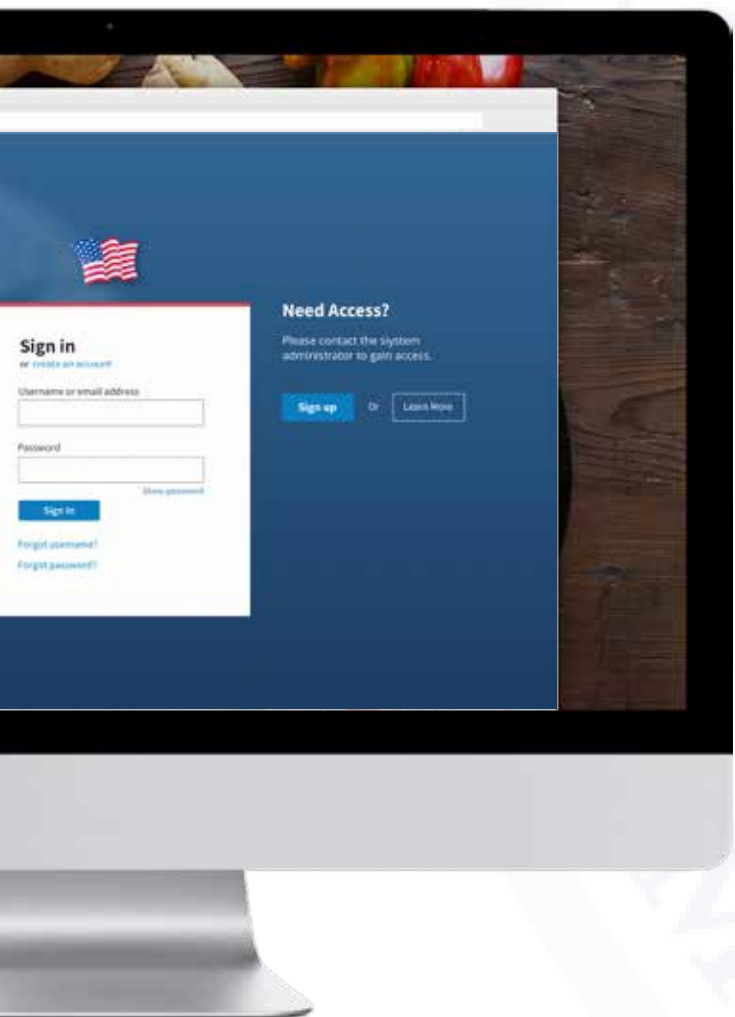 Sign in
or create an account
Username or email address
Password
Show password
Sign in
Forgot username?
Forgot password?
Need Access?
Please contact the siystem
administrator to gain access.
Sign up Or Learn More